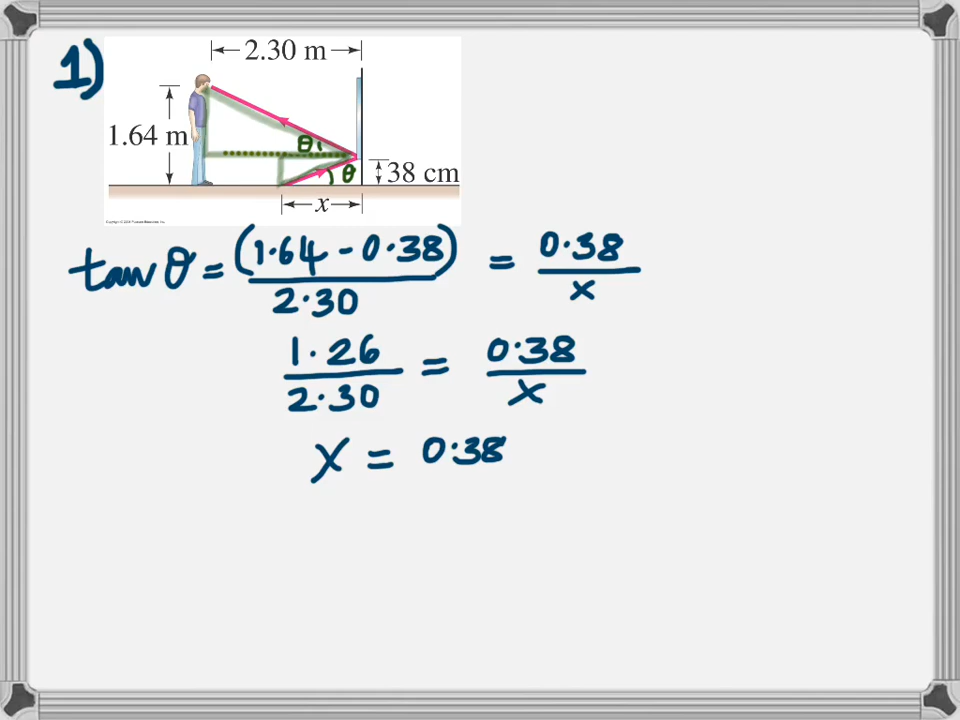 1)
2.30 m
1.64 m
θ
θ
38 cm
x
tan θ = (1.64 - 0.38) / 2.30 = 0.38 / x
1.26 / 2.30 = 0.38 / x
x = 0.38